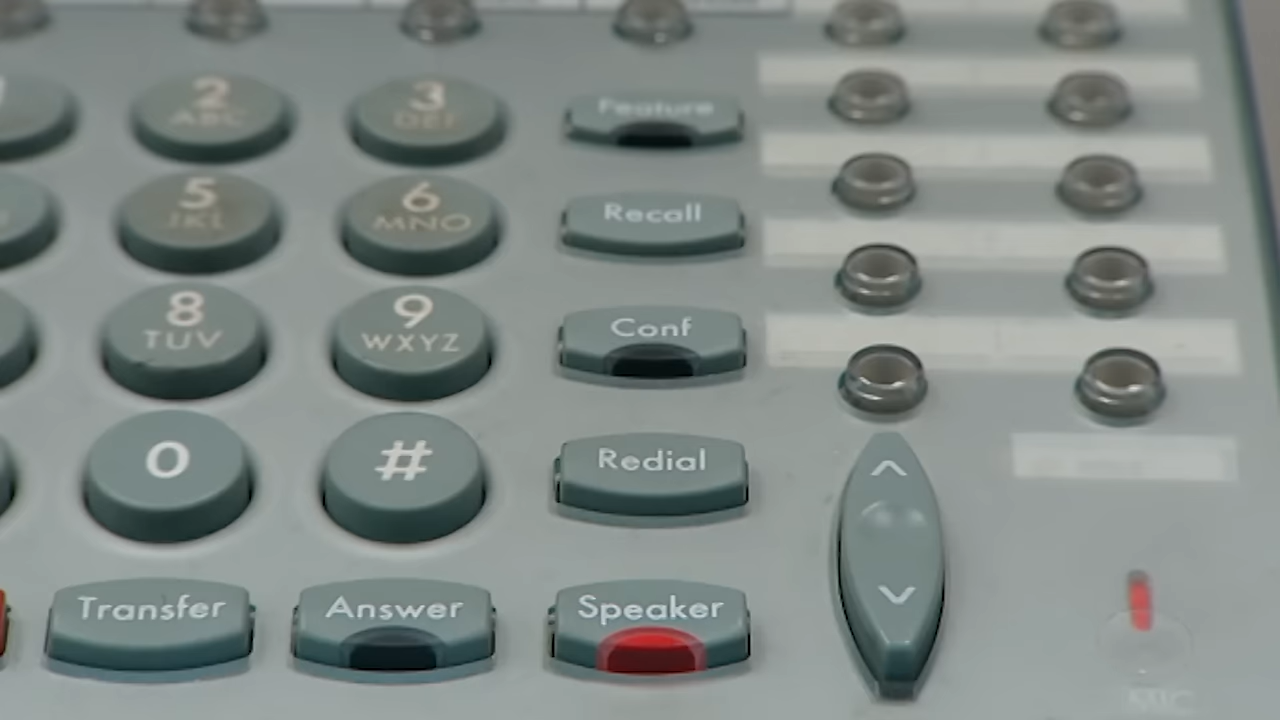 2
ABC
3
DEF
Feature
5
JKL
6
MNO
Recall
8
TUV
9
WXYZ
Conf
0
#
Redial
Transfer
Answer
Speaker
MIC